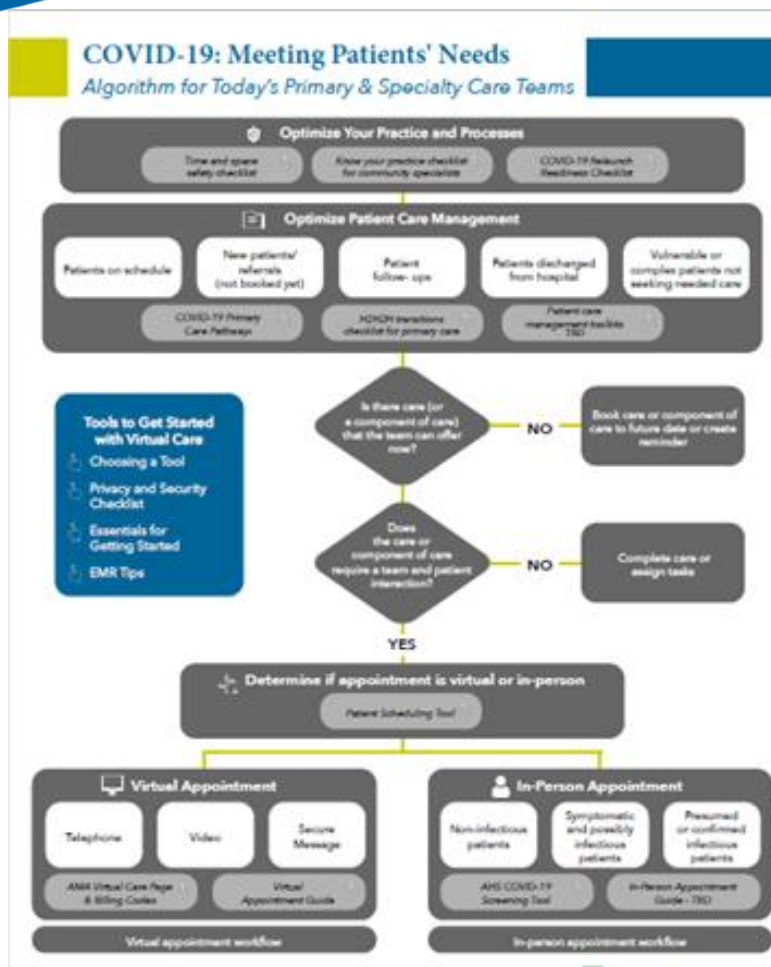 COVID-19: Meeting Patients' Needs
Algorithm for Today's Primary & Specialty Care Teams
Optimize Your Practice and Processes
Time and space
safety checklist
Know your practice checklist
for community specialists
COVID-19 Relaunch
Readiness Checklist
Optimize Patient Care Management
Patients on schedule
New patients/
referrals
(not booked yet)
Patient
follow- ups
Patients discharged
from hospital
Vulnerable or
complex patients not
seeking needed care
COVID-19 Primary
Care Pathways
H2H2H transitions
checklist for primary care
Patient care
management toolkits
TBD
Is there care (or
a component of care)
that the team can offer
now?
NO
Book care or component of
care to future date or create
reminder
Tools to Get Started
with Virtual Care
Choosing a Tool
Privacy and Security
Checklist
Essentials for
Getting Started
EMR Tips
Does
the care or
component of care
require a team and patient
interaction?
NO
Complete care or
assign tasks
YES
Determine if appointment is virtual or in-person
Patient Scheduling Tool
Virtual Appointment
Telephone
Video
Secure
Message
AMA Virtual Care Page
& Billing Codes
Virtual
Appointment Guide
Virtual appointment workflow
In-Person Appointment
Non-infectious
patients
Symptomatic
and possibly
infectious
patients
Presumed
or confirmed
infectious
patients
AHS COVID-19
Screening Tool
In-Person Appointment
Guide - TBD
In-person appointment workflow